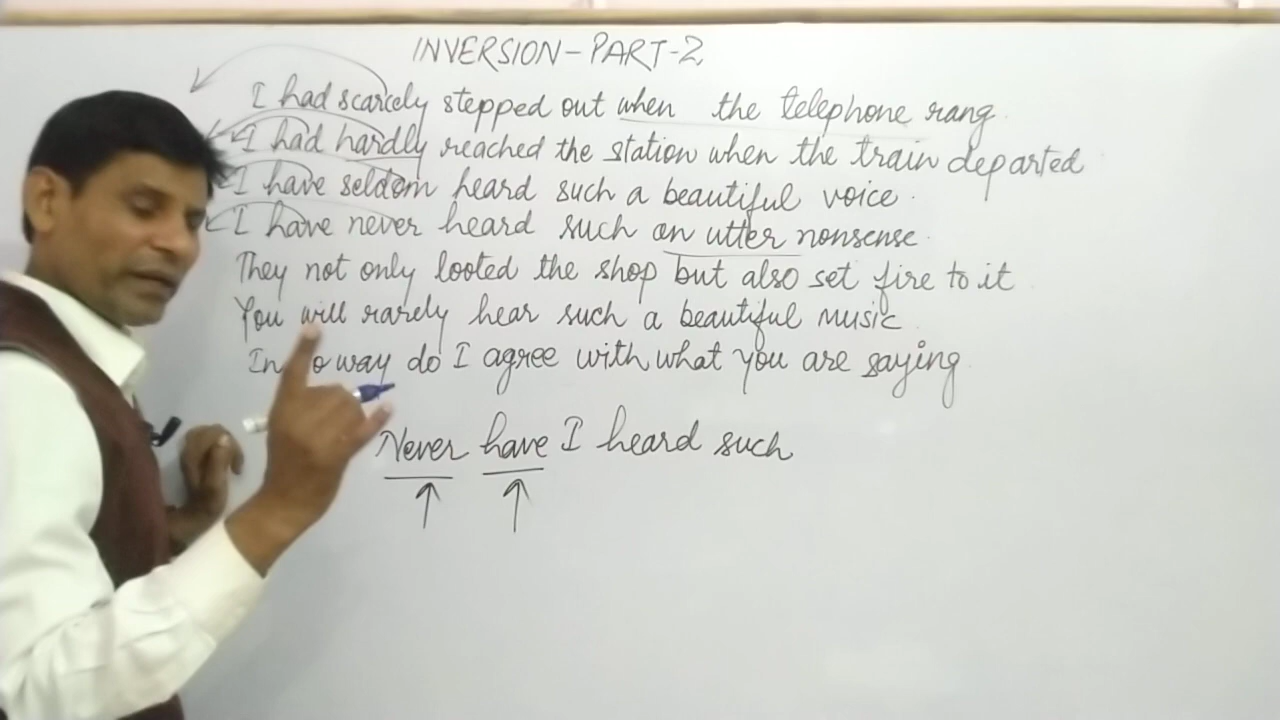 INVERSION-PART-2
I had scarcely stepped out when the telephone rang.
I had hardly reached the station when the train departed
I have seldom heard such a beautiful voice.
I have never heard such an utter nonsense.
They not only looted the shop but also set fire to it
You will rarely hear such a beautiful music
In way do I agree with what you are saying.
Never have I heard such